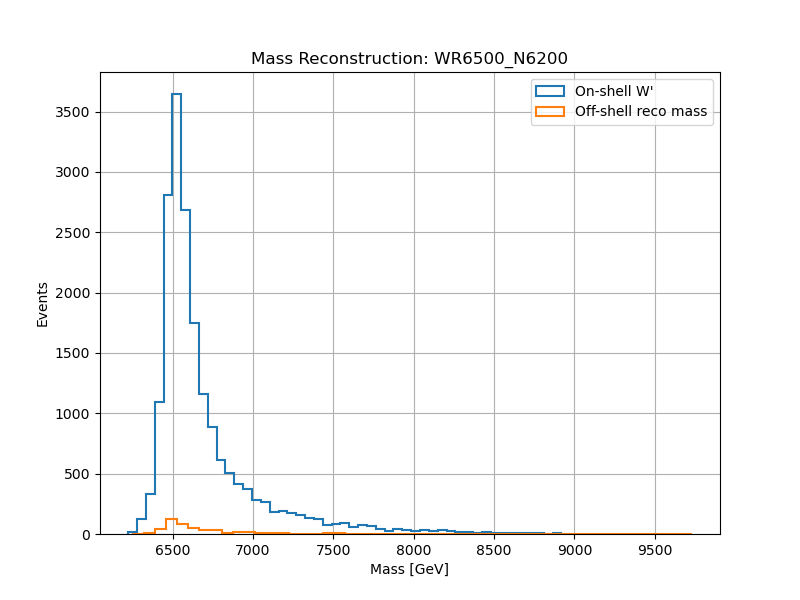 Mass Reconstruction: WR6500_N6200
On-shell W'
Off-shell reco mass
Events
3500
3000
2500
2000
1500
1000
500
0
6500 7000 7500 8000 8500 9000 9500
Mass [GeV]